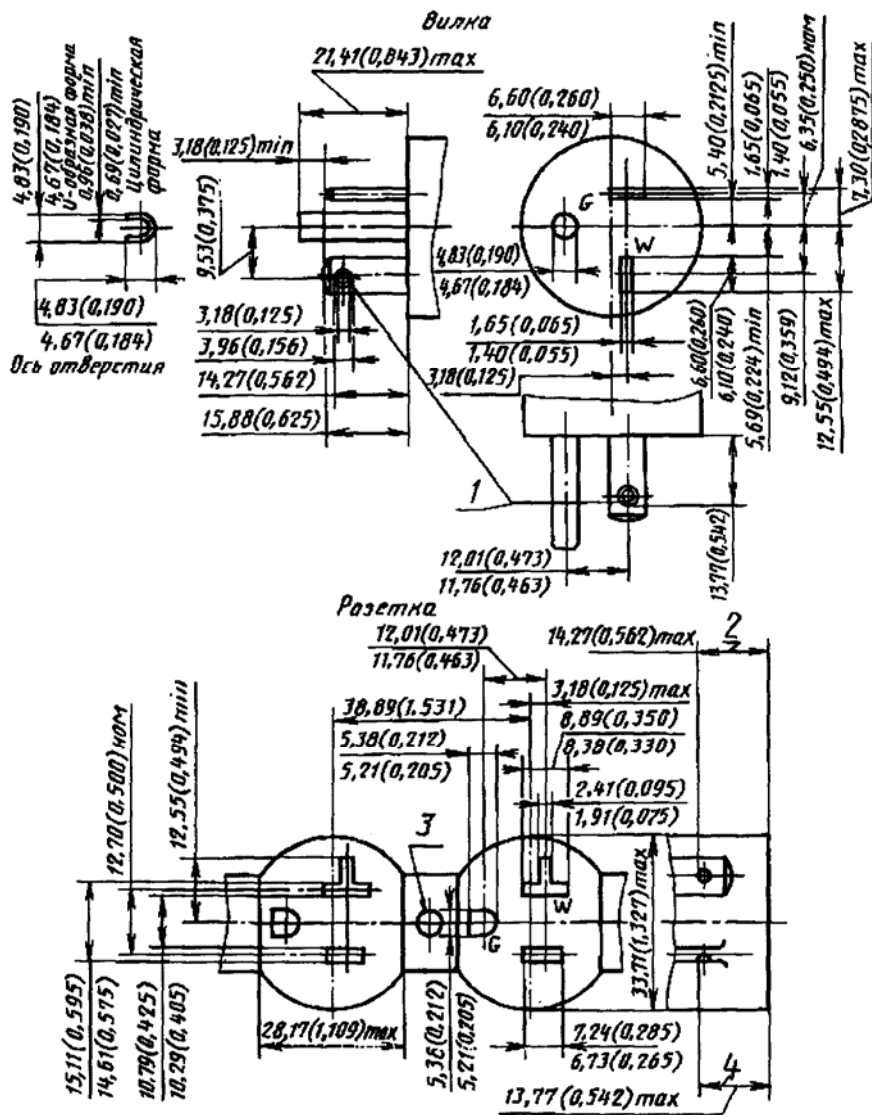 Вилка
21,41(0,843)max
3,18(0.125)min
9,53(0,375)
4,83(0,190)
4,67(0,184)
U-образная форма
0,96(0,038)min
0,69(0,027)min
Цилиндрическая
форма
4,83(0,190)
4,67(0,184)
Ось отверстия
3,18(0,125)
3,96(0,156)
14,27(0,562)
15,88(0,625)
6,60(0,260)
6,10(0,240)
G
W
4,83(0,190)
4,67(0,184)
1,65(0,065)
1,40(0,055)
3,18(0,125)
5,40(0,2125)min
1,65(0,065)
1,40(0,055)
6,35(0,250)ном
7,30(0,2875)max
6,60(0,260)
6,10(0,240)
5,69(0,224)min
9,12(0,359)
12,55(0,494)max
1
12,01(0,473)
11,76(0,463)
13,77(0,542)
Розетка
12,01(0,473)
11,76(0,463)
14,27(0,562)max
2
38,89(1.531)
3,18(0,125)max
5,38(0,212)
5,21(0,205)
8,89(0,350)
8,38(0,330)
2,41(0,095)
1,91(0,075)
12,70(0.500)ном
12,55(0,494)min
3
W
G
33,71(1,327)max
15,11(0,595)
14,61(0,575)
10,79(0,425)
10,29(0,405)
28,17(1,109)max
5,38(0,212)
5,21(0,205)
7,24(0,285)
6,73(0,265)
4
13,77(0,542)max